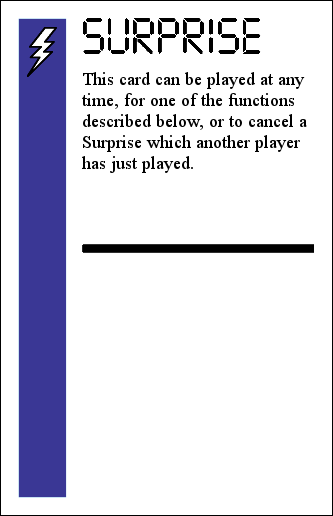 SURPRISE
This card can be played at any
time, for one of the functions
described below, or to cancel a
Surprise which another player
has just played.